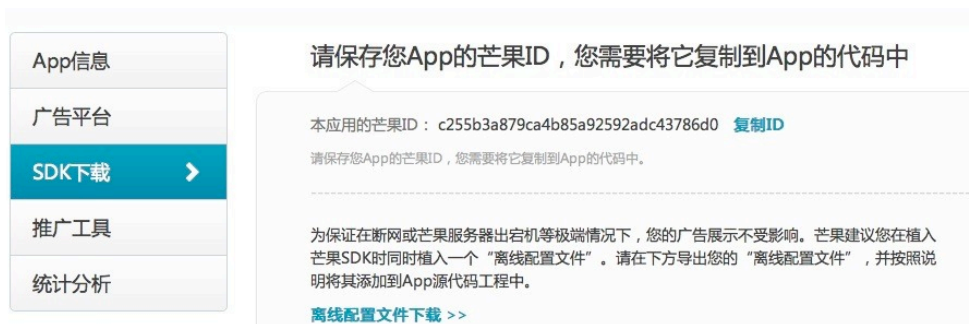 App信息
广告平台
SDK下载
推广工具
统计分析
请保存您App的芒果ID，您需要将它复制到App的代码中
本应用的芒果ID： c255b3a879ca4b85a92592adc43786d0 复制ID
请保存您App的芒果ID，您需要将它复制到App的代码中。
为保证在断网或芒果服务器出宕机等极端情况下，您的广告展示不受影响。芒果建议您在植入
芒果SDK时同时植入一个“离线配置文件”。请在下方导出您的“离线配置文件”，并按照说
明将其添加到App源代码工程中。
离线配置文件下载 >>